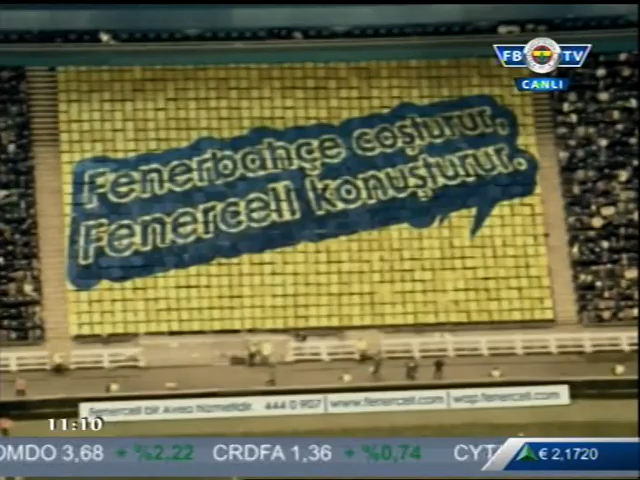 FB TV
CANLI
Fenerbahçe coşturur,
Fenercell konuşturur.
Fenercell bir Avea hizmetidir. 444 0 907 | www.fenercell.com | wap.fenercell.com
11:10
OMDO 3,68 + %2,22 CRDFA 1,36 + %0,74 CYT
€ 2,1720